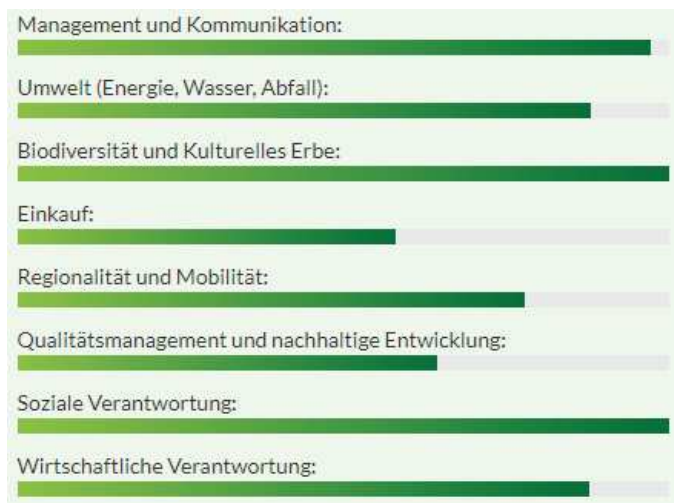 Management und Kommunikation:
Umwelt (Energie, Wasser, Abfall):
Biodiversität und Kulturelles Erbe:
Einkauf:
Regionalität und Mobilität:
Qualitätsmanagement und nachhaltige Entwicklung:
Soziale Verantwortung:
Wirtschaftliche Verantwortung: